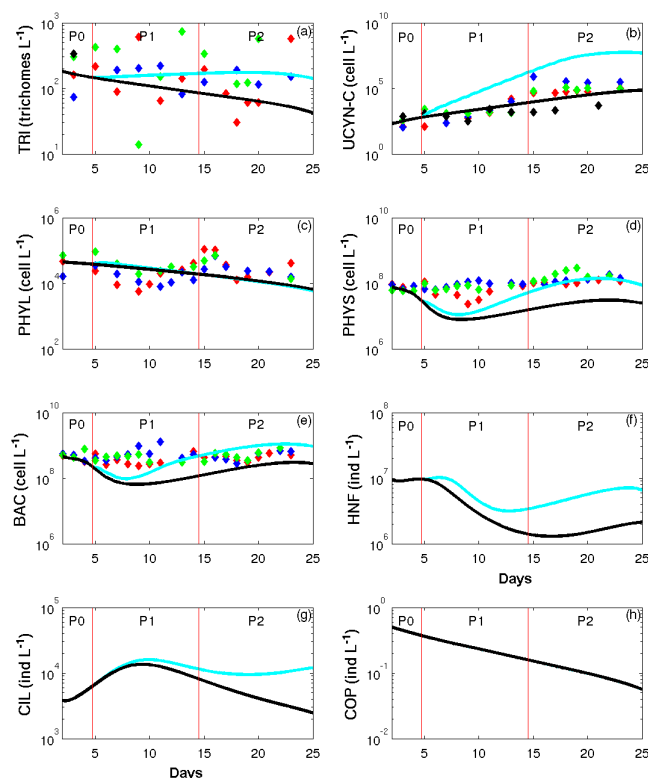 P0 P1 P2 (a)
TRI (trichomes L⁻¹)
10³
10²
10¹
5 10 15 20 25
P0 P1 P2 (b)
UCYN-C (cell L⁻¹)
10¹⁰
10⁵
10⁰
5 10 15 20 25
P0 P1 P2 (c)
PHYL (cell L⁻¹)
10⁶
10⁴
10²
5 10 15 20 25
P0 P1 P2 (d)
PHYS (cell L⁻¹)
10¹⁰
10⁸
10⁶
5 10 15 20 25
P0 P1 P2 (e)
BAC (cell L⁻¹)
10¹⁰
10⁸
10⁶
5 10 15 20 25
P0 P1 P2 (f)
HNF (ind L⁻¹)
10⁸
10⁷
10⁶
5 10 15 20 25
Days
P0 P1 P2 (g)
CIL (ind L⁻¹)
10⁵
10⁴
10³
5 10 15 20 25
Days
P0 P1 P2 (h)
COP (ind L⁻¹)
10⁰
10⁻¹
10⁻²
5 10 15 20 25